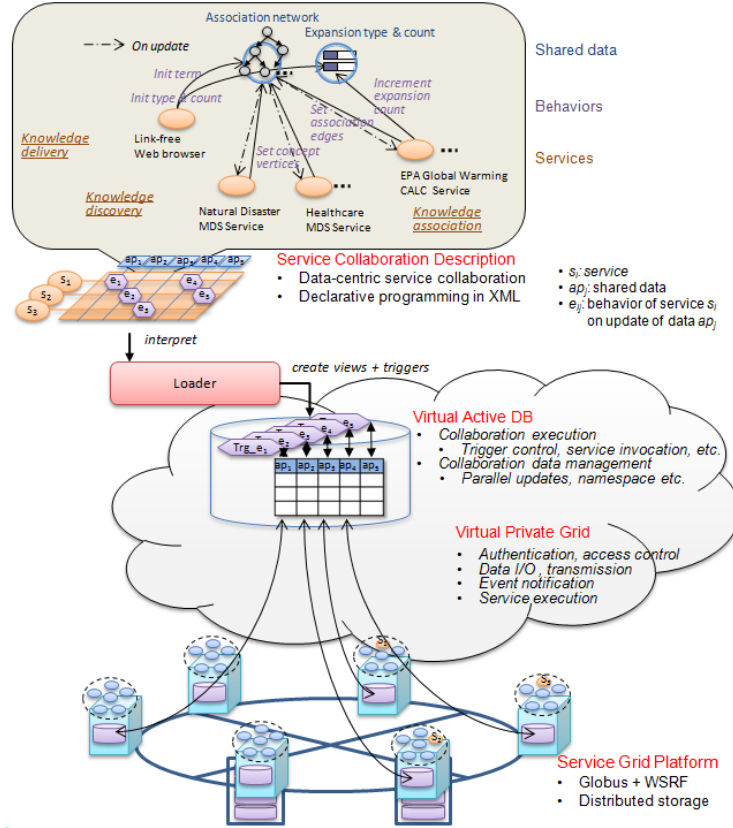 Association network
Expansion type & count
Shared data
On update
Init term
Increment
expansion
count
Init type & count
Behaviors
Set
association
edges
Knowledge
delivery
Link-free
Web browser
Set concept
vertices
Services
EPA Global Warming
CALC Service
Knowledge
discovery
Natural Disaster
MDS Service
Healthcare
MDS Service
Knowledge
association
ap1 ap2 ap3 ap4 ap5
Service Collaboration Description
• Data-centric service collaboration
• Declarative programming in XML
• si: service
• apj: shared data
• eij: behavior of service si
on update of data apj
s1 e1 e4
s2 e2 e5
s3 e3
interpret
create views + triggers
Loader
Virtual Active DB
• Collaboration execution
• Trigger control, service invocation, etc.
• Collaboration data management
• Parallel updates, namespace etc.
e5
e4
e3
e2
Trg_e1
ap1 ap2 ap3 ap4 ap5
Virtual Private Grid
• Authentication, access control
• Data I/O , transmission
• Event notification
• Service execution
S2
Service Grid Platform
• Globus + WSRF
• Distributed storage